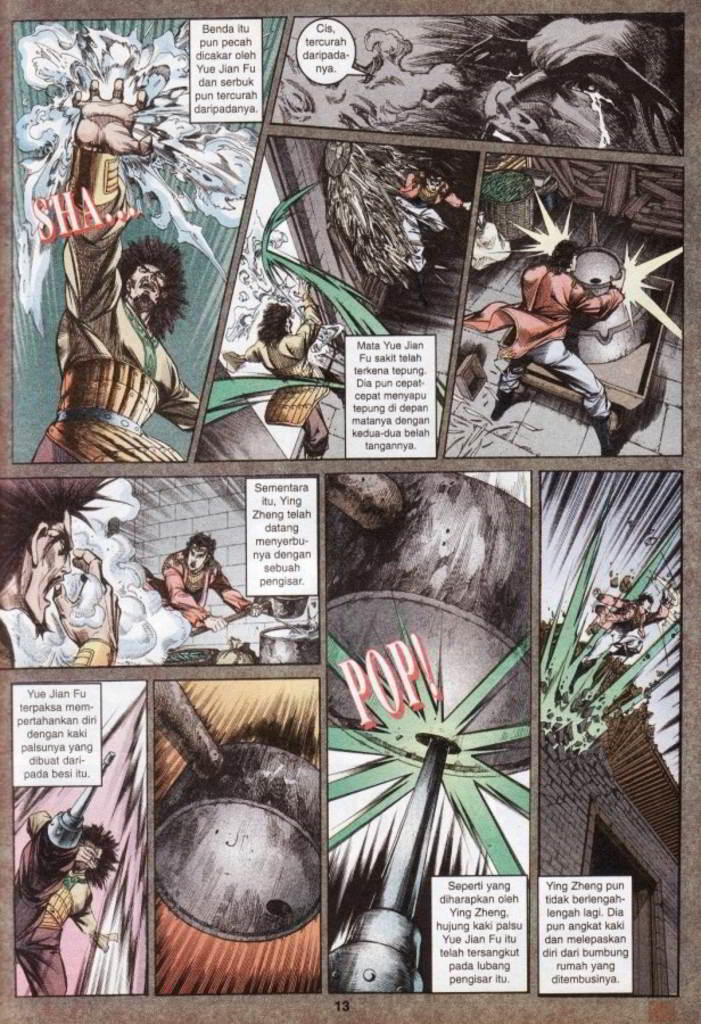 Benda itu
pun pecah
dicakar oleh
Yue Jian Fu
dan serbuk
pun tercurah
daripadanya.
SHA....
Cis,
tercurah
daripada-
nya.
Mata Yue Jian
Fu sakit telah
terkena tepung.
Dia pun cepat-
cepat menyapu
tepung di depan
matanya dengan
kedua-dua belah
tangannya.
Sementara
itu, Ying
Zheng telah
datang
menyerbu-
nya dengan
sebuah
pengisar.
Yue Jian Fu
terpaksa mem-
pertahankan diri
dengan kaki
palsunya yang
dibuat dari-
pada besi itu.
POP!
Seperti yang
diharapkan oleh
Ying Zheng,
hujung kaki palsu
Yue Jian Fu itu
telah tersangkut
pada lubang
pengisar itu.
Ying Zheng pun
tidak berlengah-
lengah lagi. Dia
pun angkat kaki
dan melepaskan
diri dari bumbung
rumah yang
ditembusinya.
13